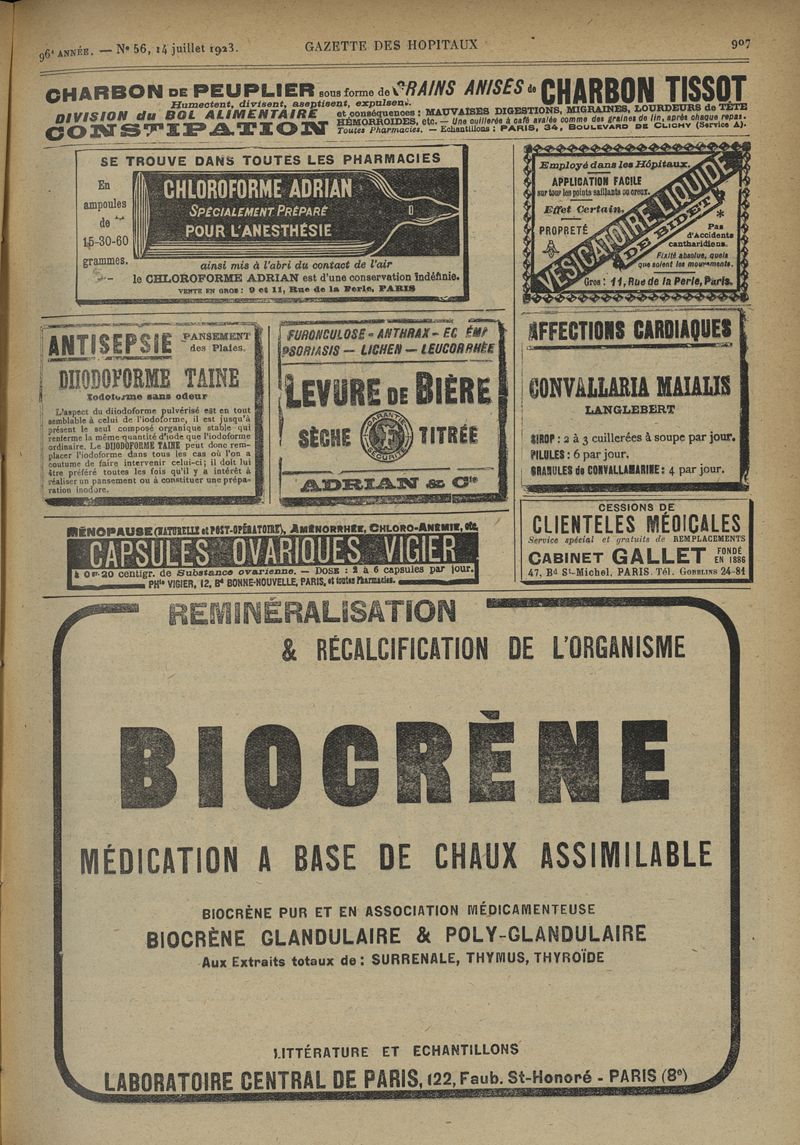 96e ANNÉE. — No 56, 14 juillet 1923.
GAZETTE DES HOPITAUX
907
CHARBON DE PEUPLIER sous forme de GRAINS ANISÉS de CHARBON TISSOT
Humectent, divisent, aseptisent, expulsent.
DIVISION du BOL ALIMENTAIRE
CONSTIPATION
et conséquences : MAUVAISES DIGESTIONS, MIGRAINES, LOURDEURS de TÊTE
HÉMORROIDES, etc. — Une cuillerée à café avalée comme des graines de lin, après chaque repas.
Toutes Pharmacies. — Echantillons : PARIS, 34, BOULEVARD DE CLICHY (Service A).
SE TROUVE DANS TOUTES LES PHARMACIES
En
ampoules
de
15-30-60
grammes.
CHLOROFORME ADRIAN
SPÉCIALEMENT PRÉPARÉ
POUR L'ANESTHÉSIE
ainsi mis à l'abri du contact de l'air
le CHLOROFORME ADRIAN est d'une conservation indéfinie.
VENTE EN GROS : 9 et 11, Rue de la Perle, PARIS
Employé dans les Hôpitaux.
APPLICATION FACILE
sur tous les points saillants ou creux.
Effet Certain.
PROPRETÉ
VÉSICATOIRE LIQUIDE
DE BIDET
Pas
d'Accidents
cantharidiens.
Fixité absolue, quels
que soient les mouvements.
Gros : 11, Rue de la Perle, Paris.
ANTISEPSIE
PANSEMENT
des Plaies.
DIIODOFORME TAINE
Iodoforme sans odeur
L'aspect du diiodoforme pulvérisé est en tout
semblable à celui de l'iodoforme, il est jusqu'à
présent le seul composé organique stable qui
renferme la même quantité d'iode que l'iodoforme
ordinaire. Le DIIODOFORME TAINE peut donc rem-
placer l'iodoforme dans tous les cas où l'on a
coutume de faire intervenir celui-ci; il doit lui
être préféré toutes les fois qu'il y a intérêt à
réaliser un pansement ou à constituer une prépa-
ration inodore.
FURONCULOSE - ANTHRAX - EC ÉMA
PSORIASIS — LICHEN — LEUCORRHÉE
LEVURE DE BIÈRE
SÈCHE
GARANTIE
SÉCURITÉ
TITRÉE
ADRIAN & Cie
AFFECTIONS CARDIAQUES
CONVALLARIA MAIALIS
LANGLEBERT
SIROP : 2 à 3 cuillerées à soupe par jour.
PILULES : 6 par jour.
GRANULES de CONVALLAMARINE : 4 par jour.
MÉNOPAUSE (NATURELLE et POST-OPÉRATOIRE), AMÉNORRHÉE, CHLORO-ANÉMIE, etc.
CAPSULES OVARIQUES VIGIER
à 0 gr. 20 centigr. de Substance ovarienne. — DOSE : 2 à 6 capsules par jour.
PHie VIGIER, 12, Bd BONNE-NOUVELLE, PARIS, et toutes Pharmacies.
CESSIONS DE
CLIENTELES MÉDICALES
Service spécial et gratuits de REMPLACEMENTS
CABINET GALLET FONDÉ EN 1886
47, Bd St-Michel, PARIS. Tél. GOBELINS 24-81
REMINÉRALISATION
& RÉCALCIFICATION DE L'ORGANISME
BIOCRÈNE
MÉDICATION A BASE DE CHAUX ASSIMILABLE
BIOCRÈNE PUR ET EN ASSOCIATION MÉDICAMENTEUSE
BIOCRÈNE GLANDULAIRE & POLY-GLANDULAIRE
Aux Extraits totaux de : SURRENALE, THYMUS, THYROÏDE
LITTÉRATURE ET ECHANTILLONS
LABORATOIRE CENTRAL DE PARIS, 122, Faub. St-Honoré - PARIS (8e)